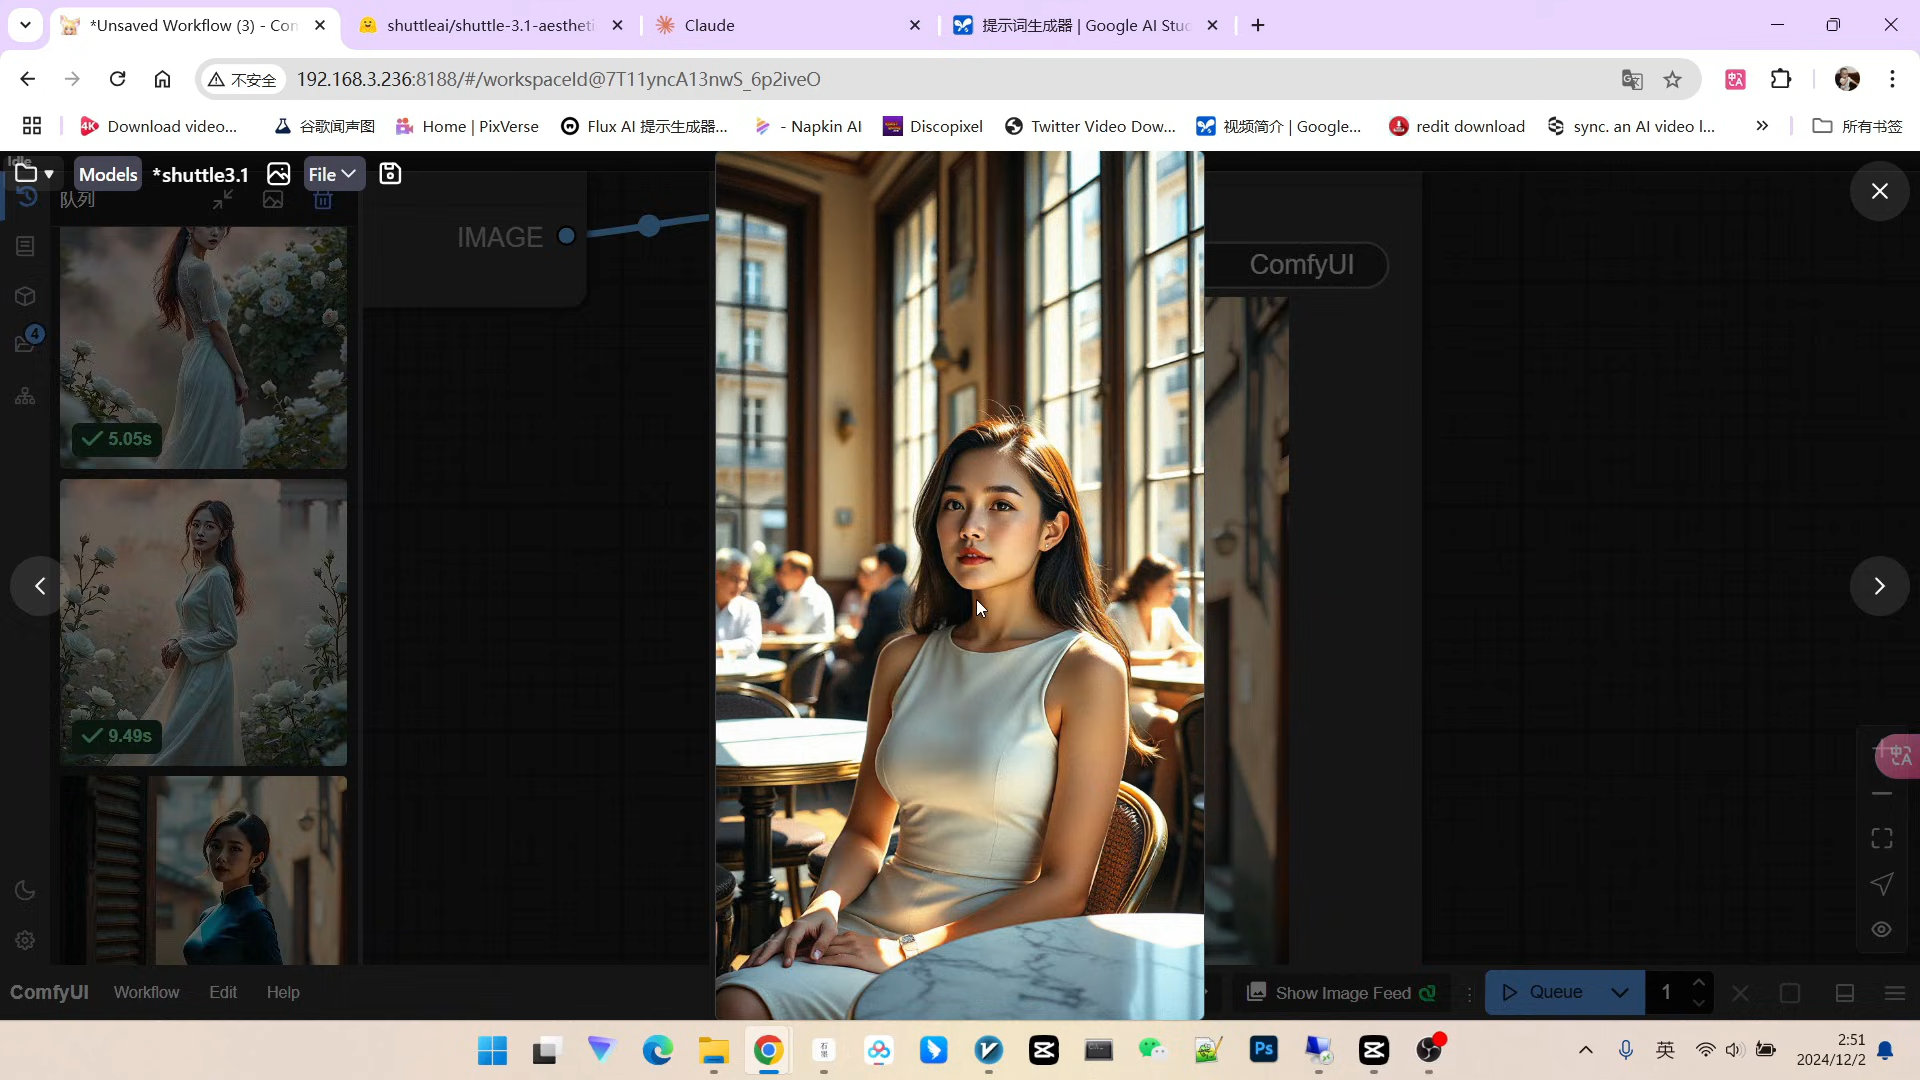 *Unsaved Workflow (3) - Con
shuttleai/shuttle-3.1-aestheti
Claude
提示词生成器 | Google AI Stud
不安全
192.168.3.236:8188/#/workspaceId@7T11yncA13nwS_6p2iveO
Download video...
谷歌闻声图
Home | PixVerse
Flux AI 提示生成器...
- Napkin AI
Discopixel
Twitter Video Dow...
视频简介 | Google...
redit download
sync. an AI video l...
所有书签
Idle
Models
*shuttle3.1
File
队列
IMAGE
ComfyUI
4
5.05s
9.49s
ComfyUI
Workflow
Edit
Help
Show Image Feed
Queue
1
英
2:51
2024/12/2